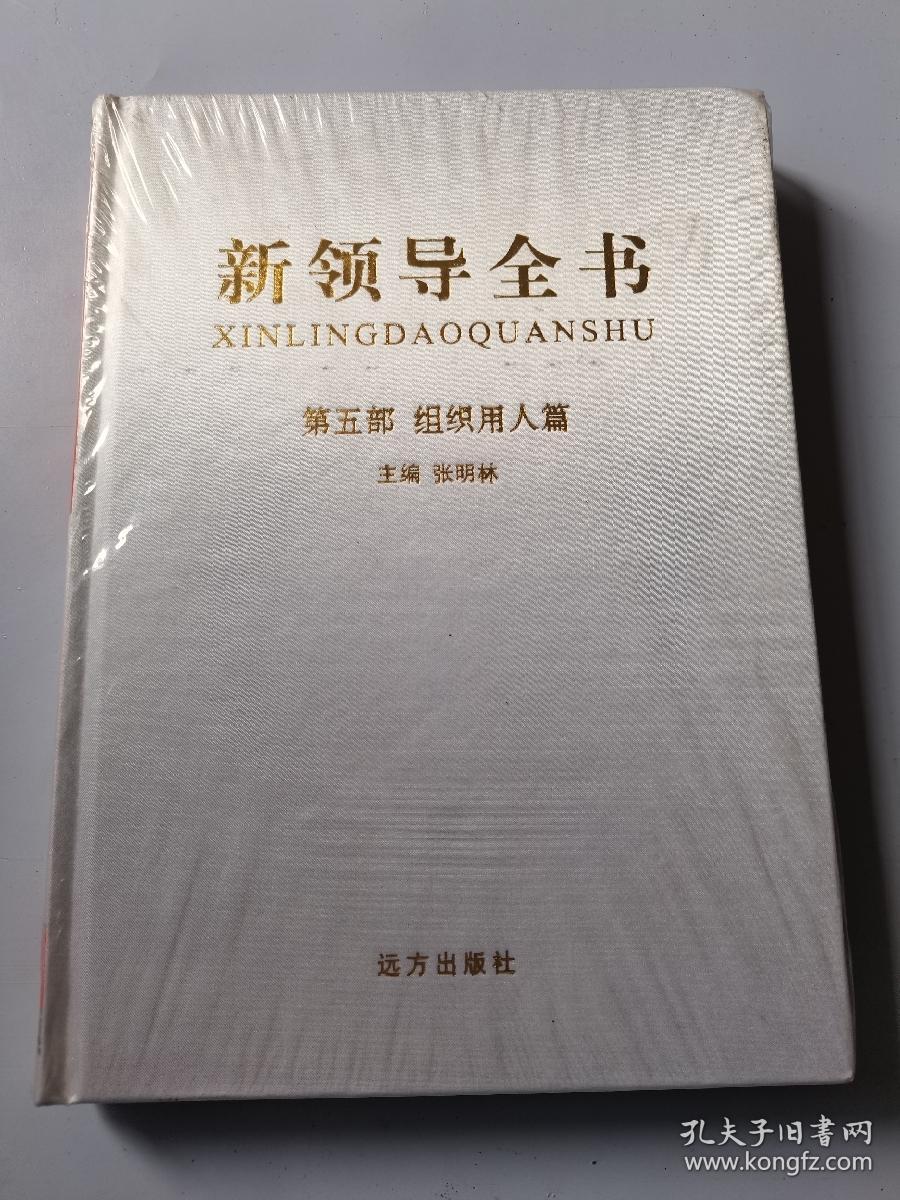 新领导全书
XINLINGDAOQUANSHU
第五部 组织用人篇
主编 张明林
远方出版社
孔夫子旧書网
www.kongfz.com